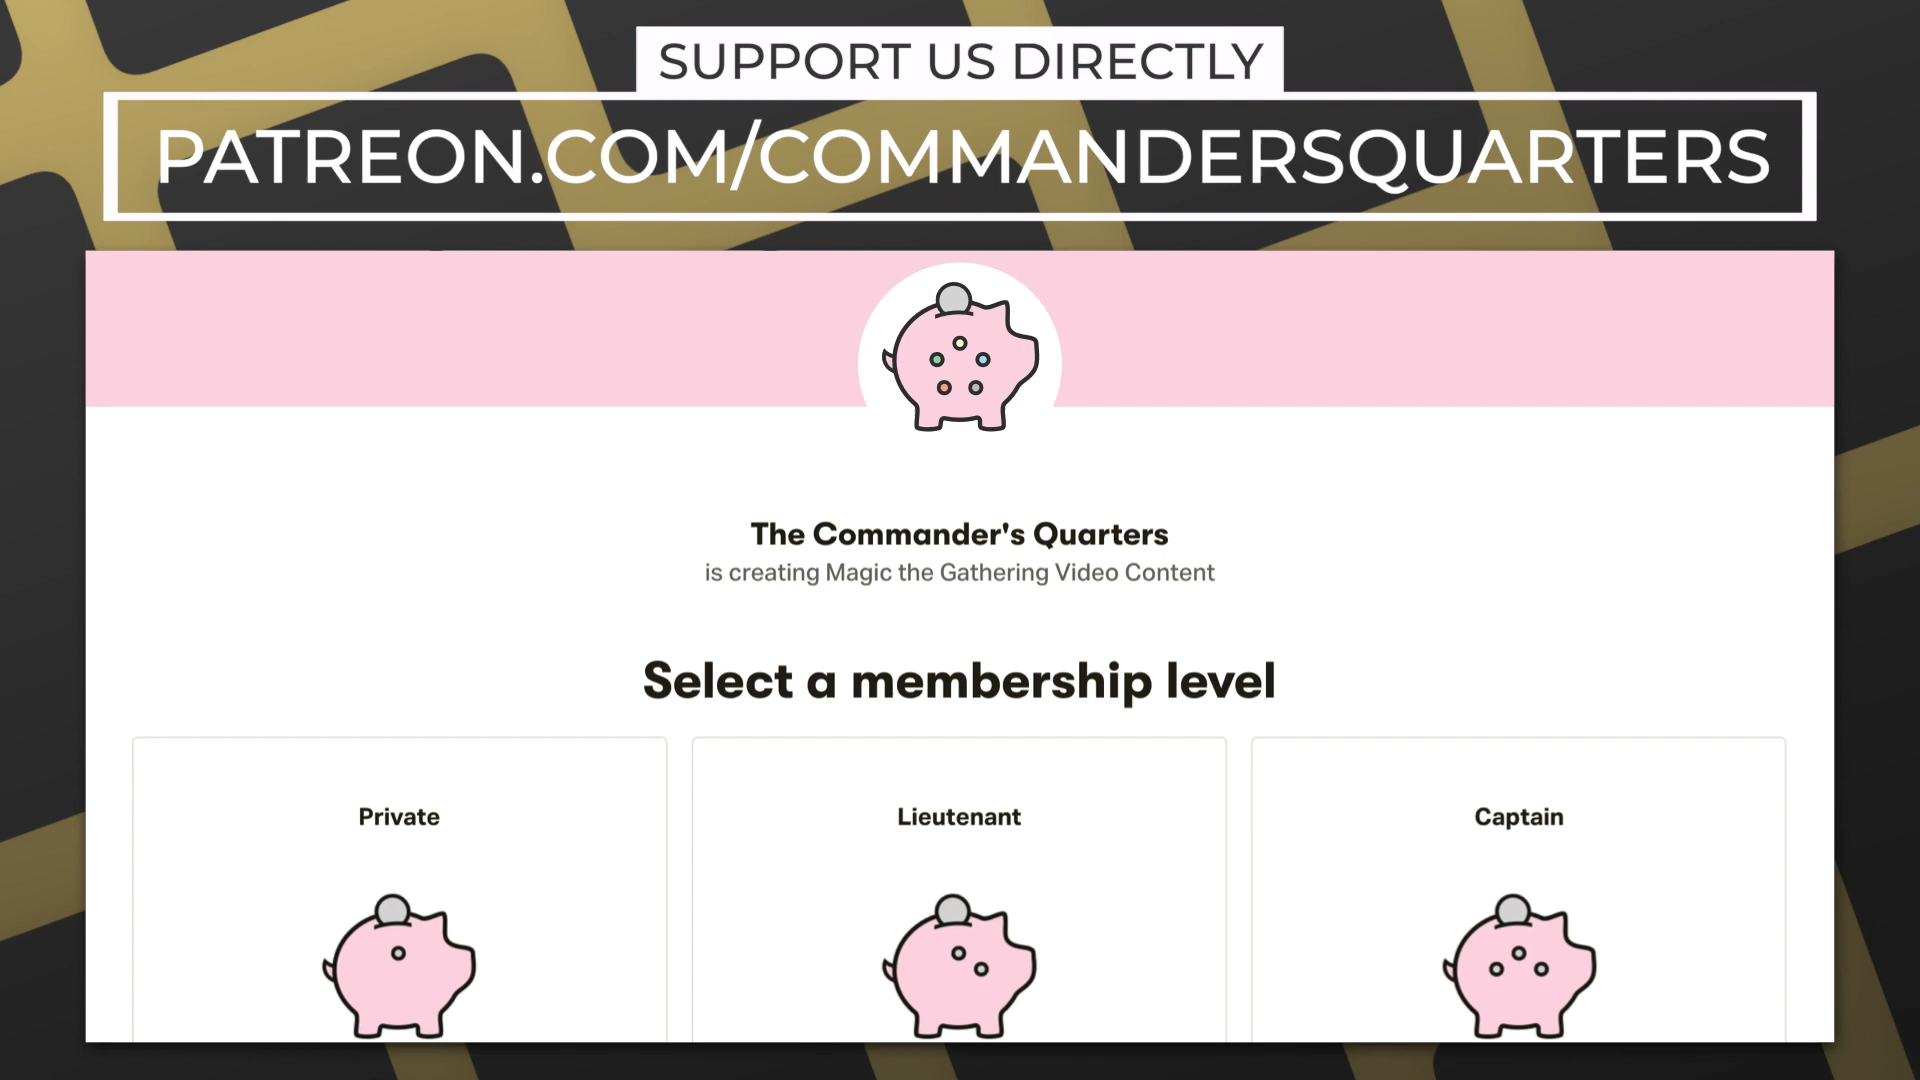 SUPPORT US DIRECTLY
PATREON.COM/COMMANDERSQUARTERS
The Commander's Quarters
is creating Magic the Gathering Video Content
Select a membership level
Private
Lieutenant
Captain